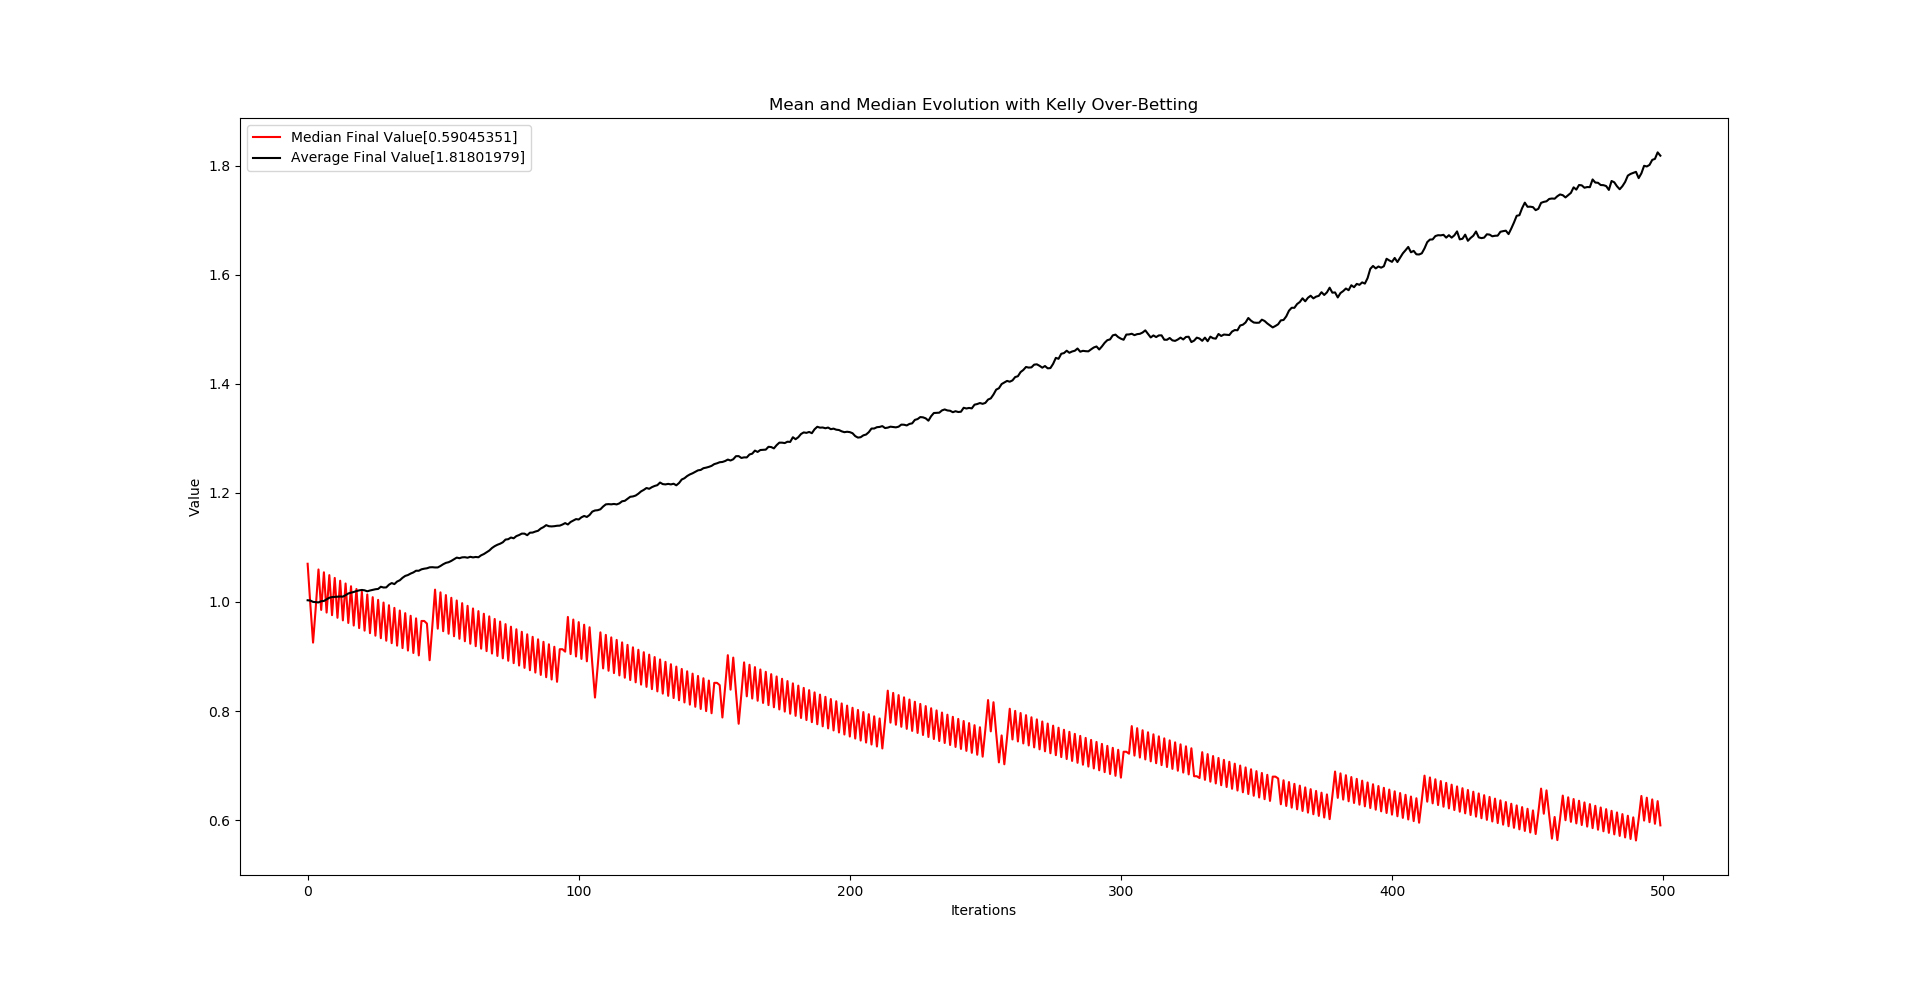 Mean and Median Evolution with Kelly Over-Betting
Median Final Value[0.59045351]
Average Final Value[1.81801979]
1.8
1.6
1.4
1.2
1.0
0.8
0.6
Value
0 100 200 300 400 500
Iterations